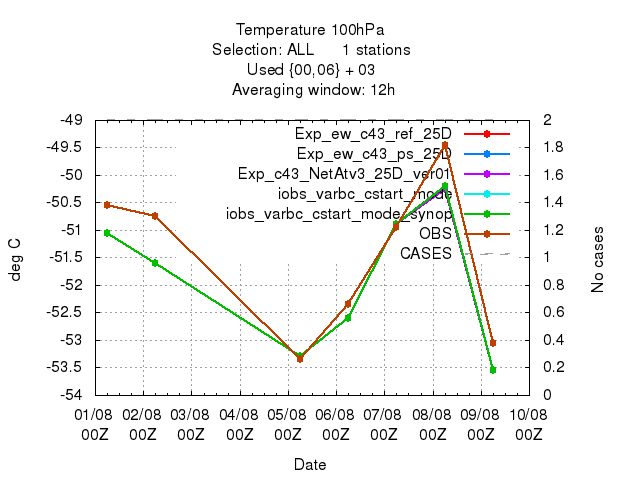 Temperature 100hPa
Selection: ALL 1 stations
Used {00,06} + 03
Averaging window: 12h
-49
-49.5
-50
-50.5
-51
-51.5
-52
-52.5
-53
-53.5
-54
deg C
2
1.8
1.6
1.4
1.2
1
0.8
0.6
0.4
0.2
0
No cases
Exp_ew_c43_ref_25D
Exp_ew_c43_ps_25D
Exp_c43_NetAtv3_25D_ver01
iobs_varbc_cstart_mode
iobs_varbc_cstart_mode_synop
OBS
CASES
01/08 02/08 03/08 04/08 05/08 06/08 07/08 08/08 09/08 10/08
00Z 00Z 00Z 00Z 00Z 00Z 00Z 00Z 00Z 00Z
Date